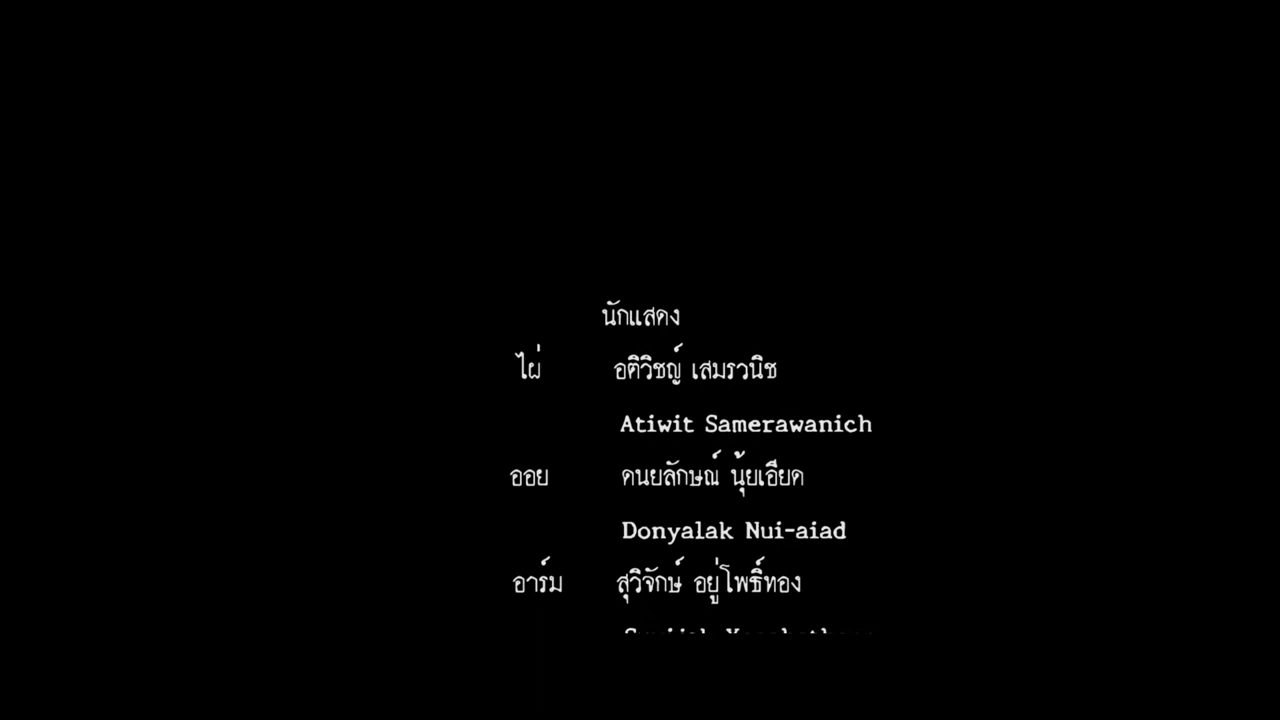 นักแสดง
ไผ่ อติวิชญ์ เสมรวนิช
Atiwit Samerawanich
ออย ดนยลักษณ์ นุ้ยเอียด
Donyalak Nui-aiad
อาร์ม สุวิจักษ์ อยู่โพธิ์ทอง